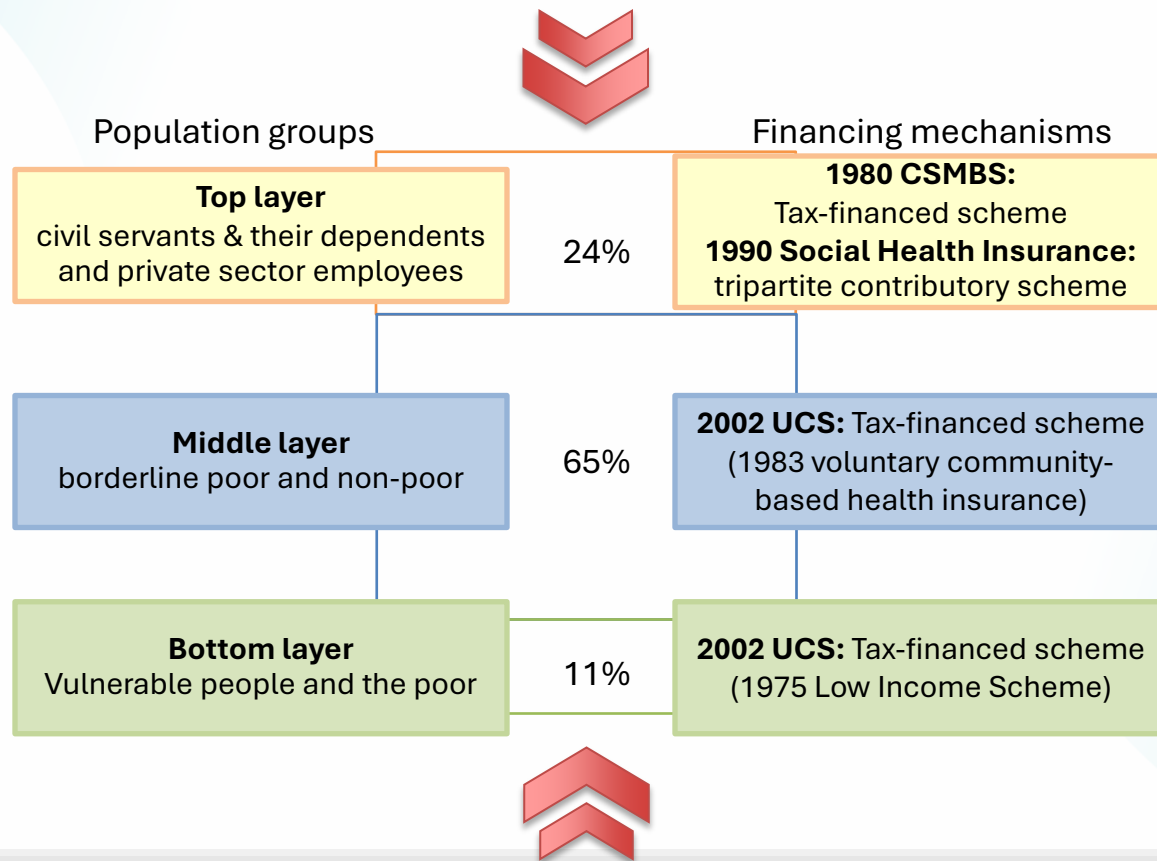 Population groups
Financing mechanisms
Top layer
civil servants & their dependents
and private sector employees
24%
1980 CSMBS:
Tax-financed scheme
1990 Social Health Insurance:
tripartite contributory scheme
Middle layer
borderline poor and non-poor
65%
2002 UCS: Tax-financed scheme
(1983 voluntary community-
based health insurance)
Bottom layer
Vulnerable people and the poor
11%
2002 UCS: Tax-financed scheme
(1975 Low Income Scheme)